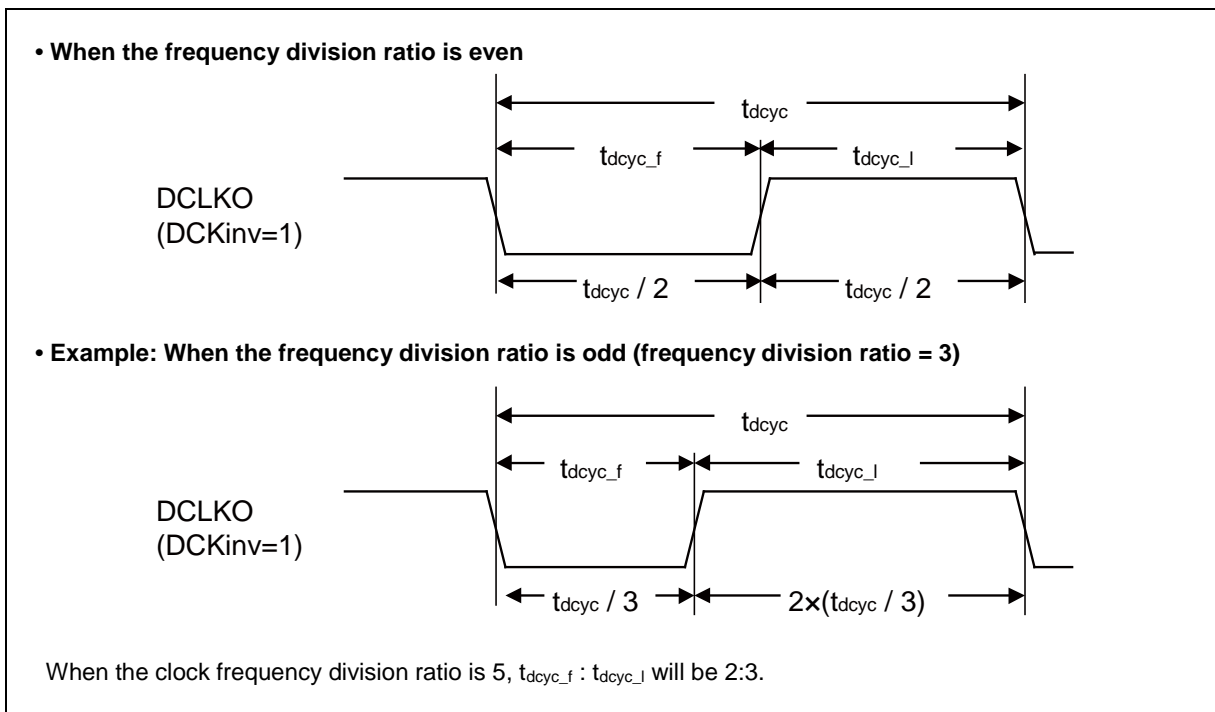 • When the frequency division ratio is even
tdcyc
tdcyc_f tdcyc_l
DCLKO
(DCKinv=1)
tdcyc / 2 tdcyc / 2
• Example: When the frequency division ratio is odd (frequency division ratio = 3)
tdcyc
tdcyc_f tdcyc_l
DCLKO
(DCKinv=1)
tdcyc / 3 2×(tdcyc / 3)
When the clock frequency division ratio is 5, tdcyc_f : tdcyc_l will be 2:3.